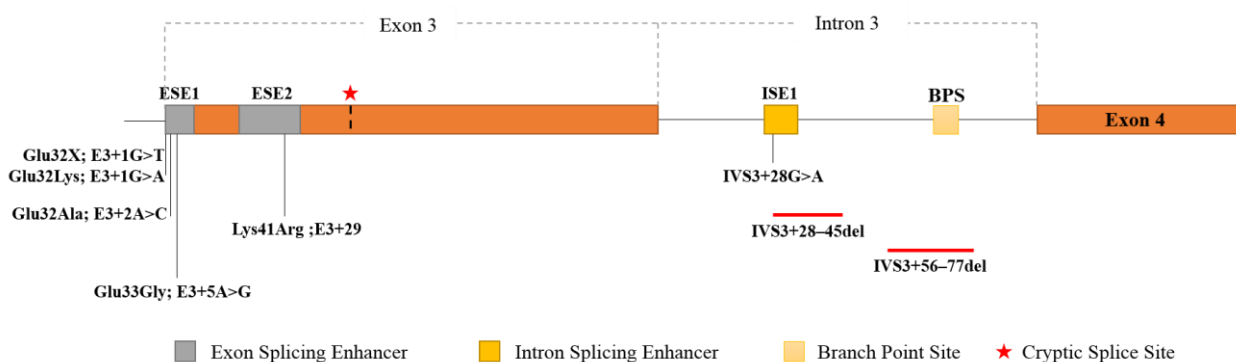 Exon 3
Intron 3
ESE1
ESE2
ISE1
BPS
Exon 4
Glu32X; E3+1G>T
Glu32Lys; E3+1G>A
Glu32Ala; E3+2A>C
Glu33Gly; E3+5A>G
Lys41Arg ;E3+29
IVS3+28G>A
IVS3+28–45del
IVS3+56–77del
Exon Splicing Enhancer
Intron Splicing Enhancer
Branch Point Site
Cryptic Splice Site